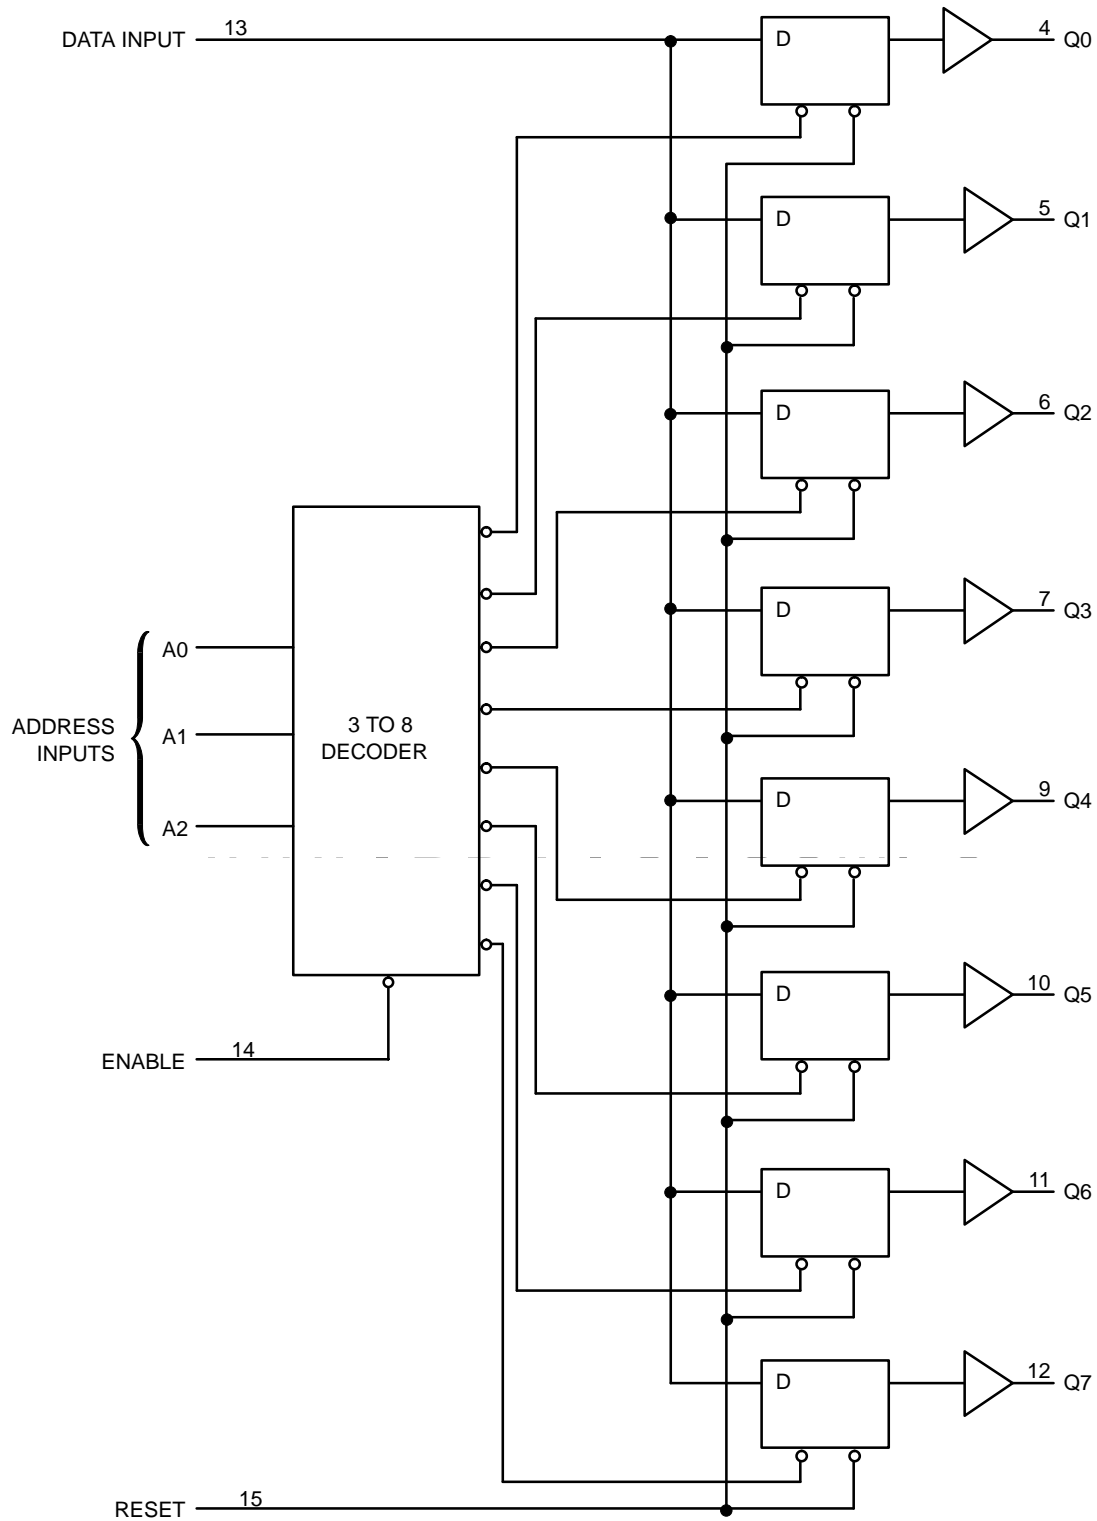 DATA INPUT 13
D
4 Q0
D
5 Q1
D
6 Q2
D
7 Q3
A0
ADDRESS
INPUTS
A1
A2
3 TO 8
DECODER
D
9 Q4
D
10 Q5
ENABLE 14
D
11 Q6
D
12 Q7
RESET 15